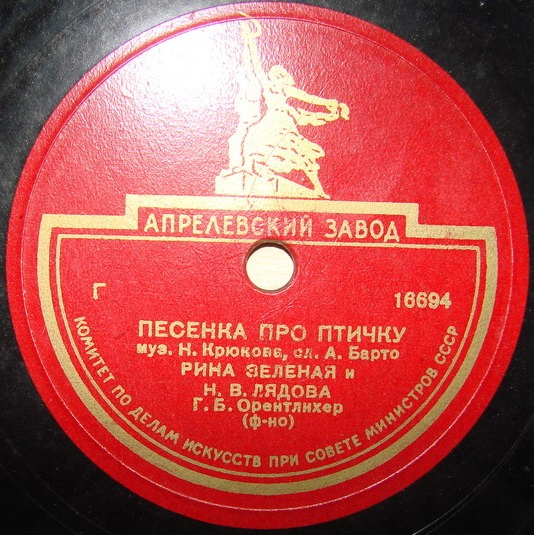 АПРЕЛЕВСКИЙ ЗАВОД
Г 16694
ПЕСЕНКА ПРО ПТИЧКУ
муз. Н. Крюкова, сл. А. Барто
РИНА ЗЕЛЕНАЯ и
Н. В. ЛЯДОВА
Г. Б. Орентлихер
(ф-но)
КОМИТЕТ ПО ДЕЛАМ ИСКУССТВ ПРИ СОВЕТЕ МИНИСТРОВ СССР